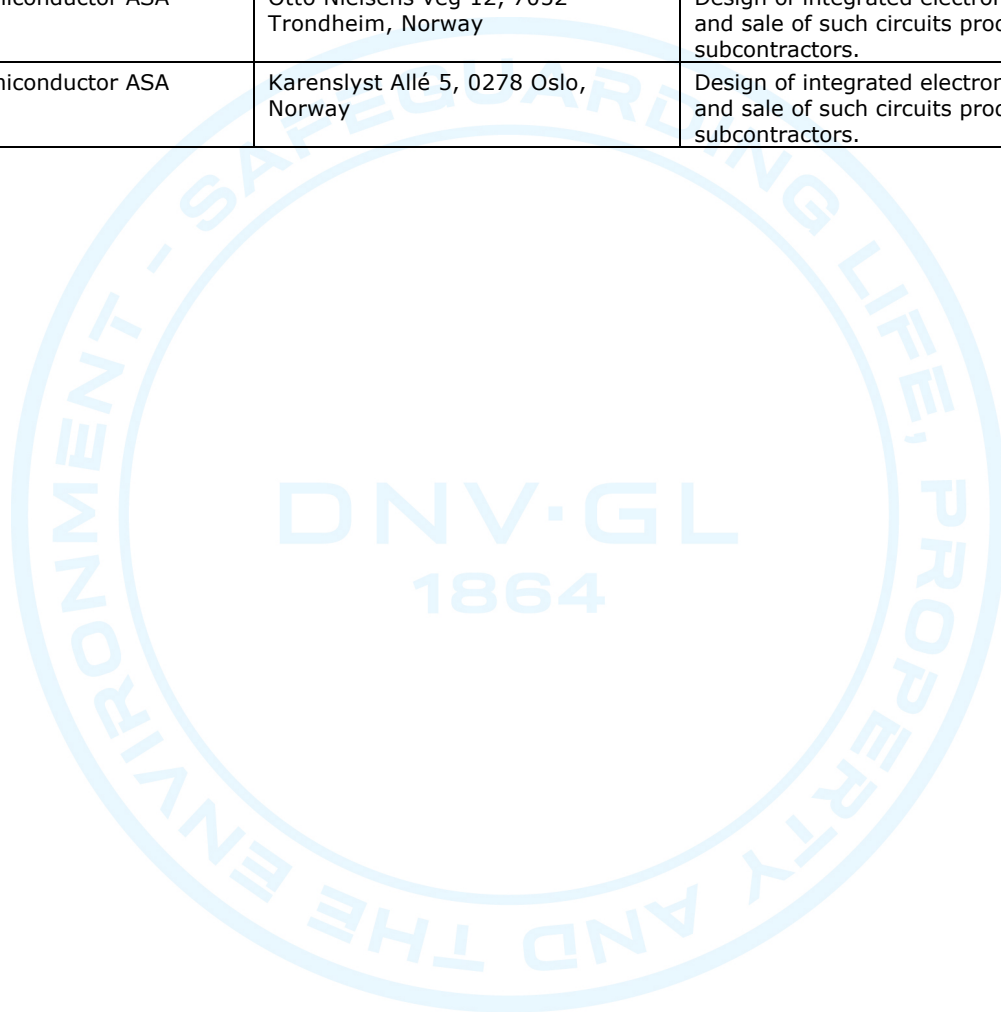 iconductor ASA
Otto Nielsens veg 12, 7052
Trondheim, Norway
Design of integrated electron
and sale of such circuits prod
subcontractors.
iconductor ASA
Karenslyst Allé 5, 0278 Oslo,
Norway
Design of integrated electron
and sale of such circuits prod
subcontractors.
SAFEGUARDING LIFE, PROPERTY AND THE ENVIRONMENT -
DNV·GL
1864